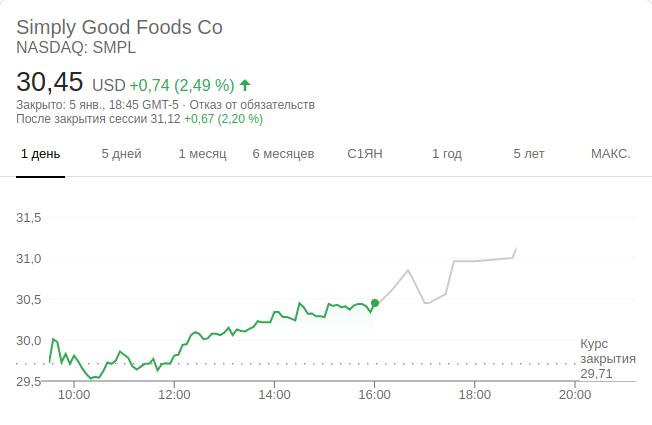 Simply Good Foods Co
NASDAQ: SMPL
30,45 USD +0,74 (2,49 %)
Закрыто: 5 янв., 18:45 GMT-5 · Отказ от обязательств
После закрытия сессии 31,12 +0,67 (2,20 %)
1 день 5 дней 1 месяц 6 месяцев С1ЯН 1 год 5 лет МАКС.
31,5
31,0
30,5
30,0
29,5
Курс
закрытия
29,71
10:00 12:00 14:00 16:00 18:00 20:00